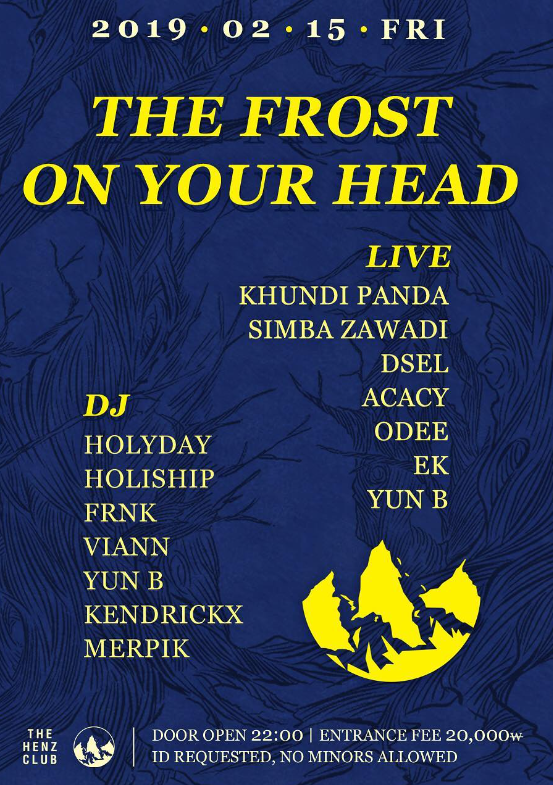 2019 · 02 · 15 · FRI
THE FROST
ON YOUR HEAD
LIVE
KHUNDI PANDA
SIMBA ZAWADI
DSEL
ACACY
ODEE
EK
YUN B
DJ
HOLYDAY
HOLISHIP
FRNK
VIANN
YUN B
KENDRICKX
MERPIK
THE
HENZ
CLUB
DOOR OPEN 22:00 | ENTRANCE FEE 20,000₩
ID REQUESTED, NO MINORS ALLOWED